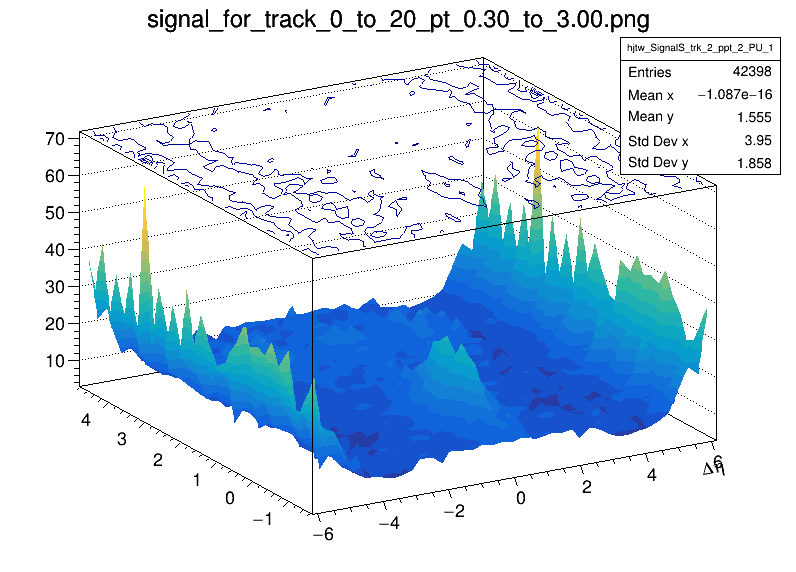 signal_for_track_0_to_20_pt_0.30_to_3.00.png
hjtw_SignalS_trk_2_ppt_2_PU_1
Entries 42398
Mean x −1.087e−16
Mean y 1.555
Std Dev x 3.95
Std Dev y 1.858
70
60
50
40
30
20
10
4
3
2
1
0
−1
−6
−4
−2
0
2
4
6
Δη